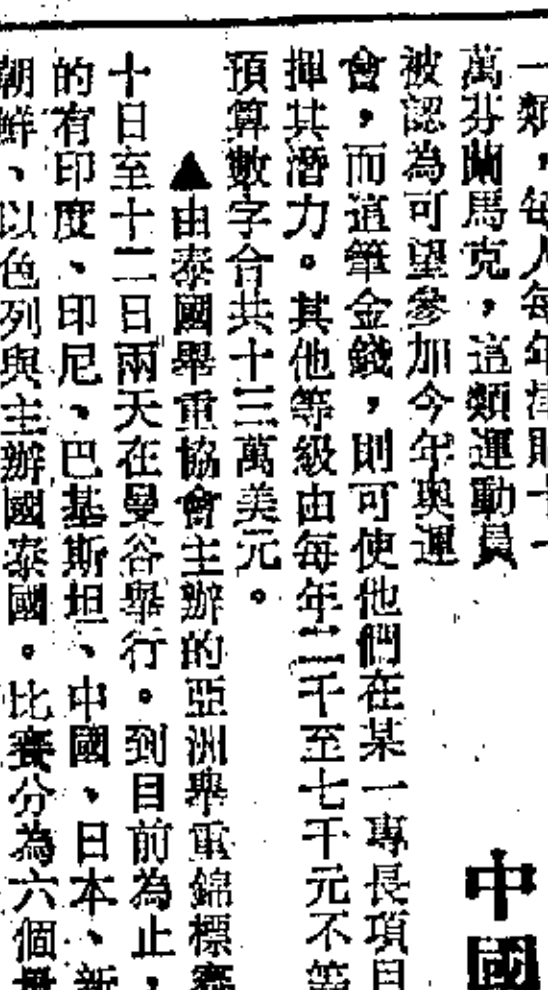 一類，每人每年津貼十一
萬芬蘭馬克，這類運動員
被認為可望參加今年奧運
會，而這筆金錢，則可使他們在某一專長項目
揮其潛力。其他等級由每年二千至七千元不等
預算數字合共十三萬美元。
▲由泰國舉重協會主辦的亞洲舉重錦標賽
十日至十二日兩天在曼谷舉行。到目前為止，
的有印度、印尼、巴基斯坦、中國、日本、新
朝鮮、以色列與主辦國泰國。比賽分為六個量
中國